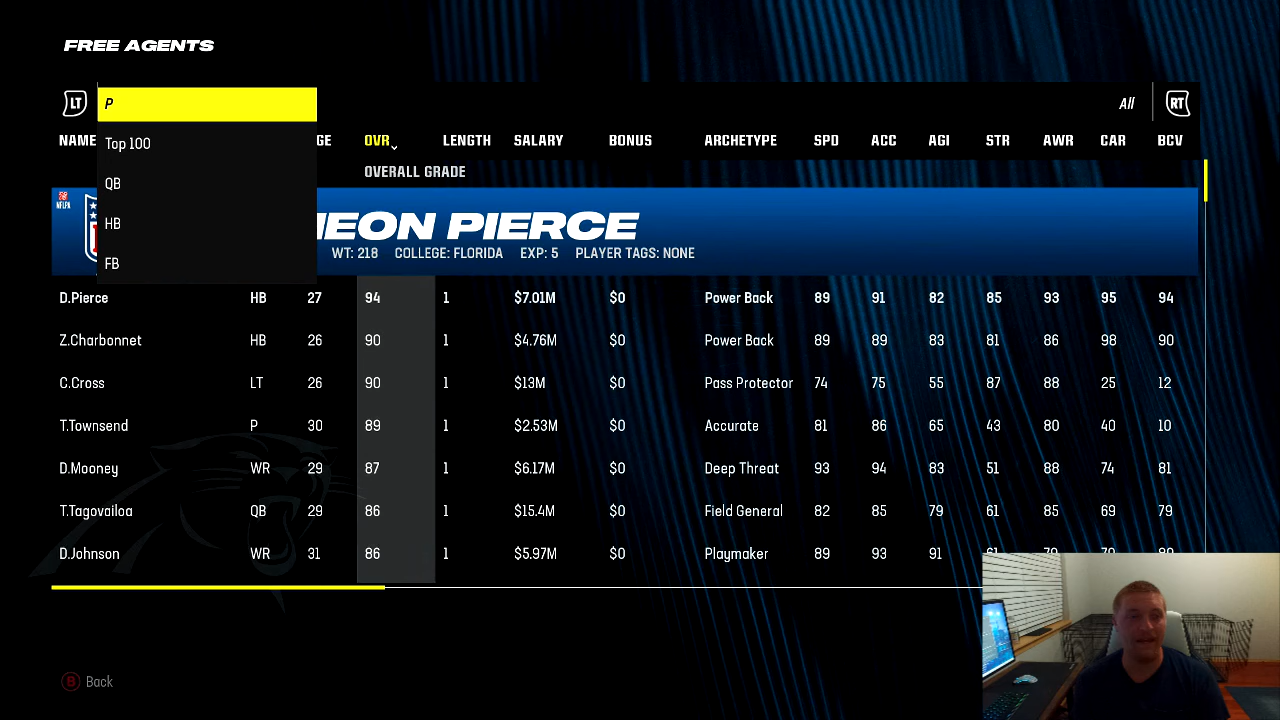 FREE AGENTS
LT P All RT
NAME GE OVR LENGTH SALARY BONUS ARCHETYPE SPD ACC AGI STR AWR CAR BCV
Top 100
OVERALL GRADE
QB
NFLPA
HB
EON PIERCE
WT: 218 COLLEGE: FLORIDA EXP: 5 PLAYER TAGS: NONE
FB
D.Pierce HB 27 94 1 $7.01M $0 Power Back 89 91 82 85 93 95 94
Z.Charbonnet HB 26 90 1 $4.76M $0 Power Back 89 89 83 81 86 98 90
C.Cross LT 26 90 1 $13M $0 Pass Protector 74 75 55 87 88 25 12
T.Townsend P 30 89 1 $2.53M $0 Accurate 81 86 65 43 80 40 10
D.Mooney WR 29 87 1 $6.17M $0 Deep Threat 93 94 83 51 88 74 81
T.Tagovailoa QB 29 86 1 $15.4M $0 Field General 82 85 79 61 85 69 79
D.Johnson WR 31 86 1 $5.97M $0 Playmaker 89 93 91
B Back